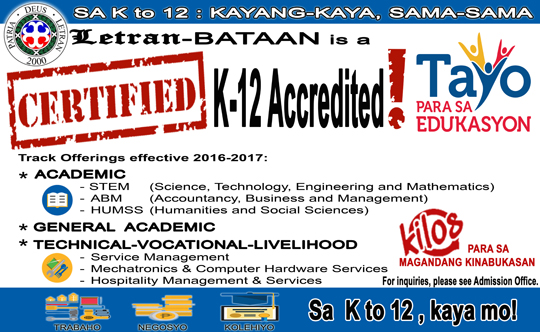 SA K to 12 : KAYANG-KAYA, SAMA-SAMA
PATRIA DEUS LETRAN
2000
Letran-BATAAN is a
CERTIFIED K-12 Accredited!
Tayo
PARA SA
EDUKASYON
Track Offerings effective 2016-2017:
* ACADEMIC
- STEM (Science, Technology, Engineering and Mathematics)
- ABM (Accountancy, Business and Management)
- HUMSS (Humanities and Social Sciences)
* GENERAL ACADEMIC
* TECHNICAL-VOCATIONAL-LIVELIHOOD
- Service Management
- Mechatronics & Computer Hardware Services
- Hospitality Management & Services
kilos
PARA SA
MAGANDANG KINABUKASAN
For inquiries, please see Admission Office.
TRABAHO NEGOSYO KOLEHIYO
Sa K to 12 , kaya mo!